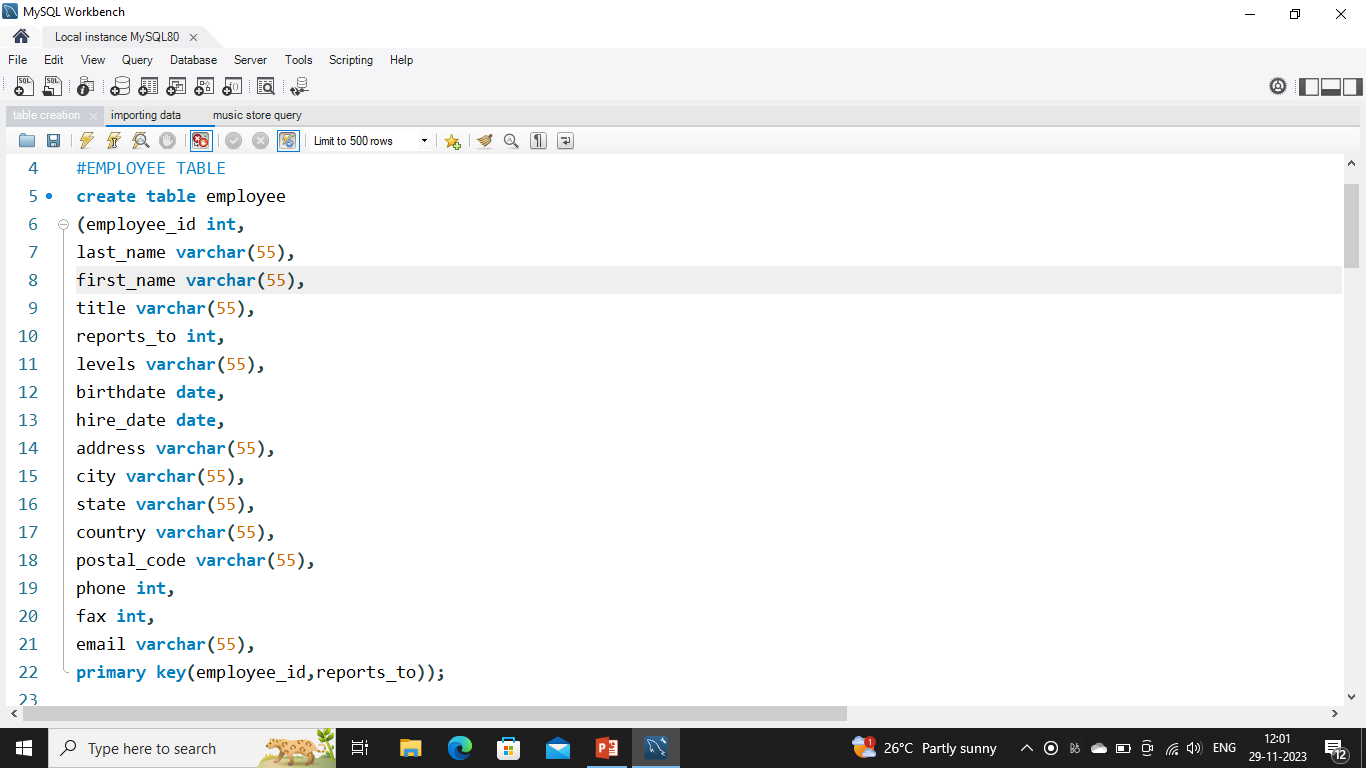 MySQL Workbench
Local instance MySQL80
File Edit View Query Database Server Tools Scripting Help
table creation importing data music store query
Limit to 500 rows
4 #EMPLOYEE TABLE
5 create table employee
6 (employee_id int,
7 last_name varchar(55),
8 first_name varchar(55),
9 title varchar(55),
10 reports_to int,
11 levels varchar(55),
12 birthdate date,
13 hire_date date,
14 address varchar(55),
15 city varchar(55),
16 state varchar(55),
17 country varchar(55),
18 postal_code varchar(55),
19 phone int,
20 fax int,
21 email varchar(55),
22 primary key(employee_id,reports_to));
23
Type here to search
1
26°C Partly sunny
ENG
12:01
29-11-2023
12